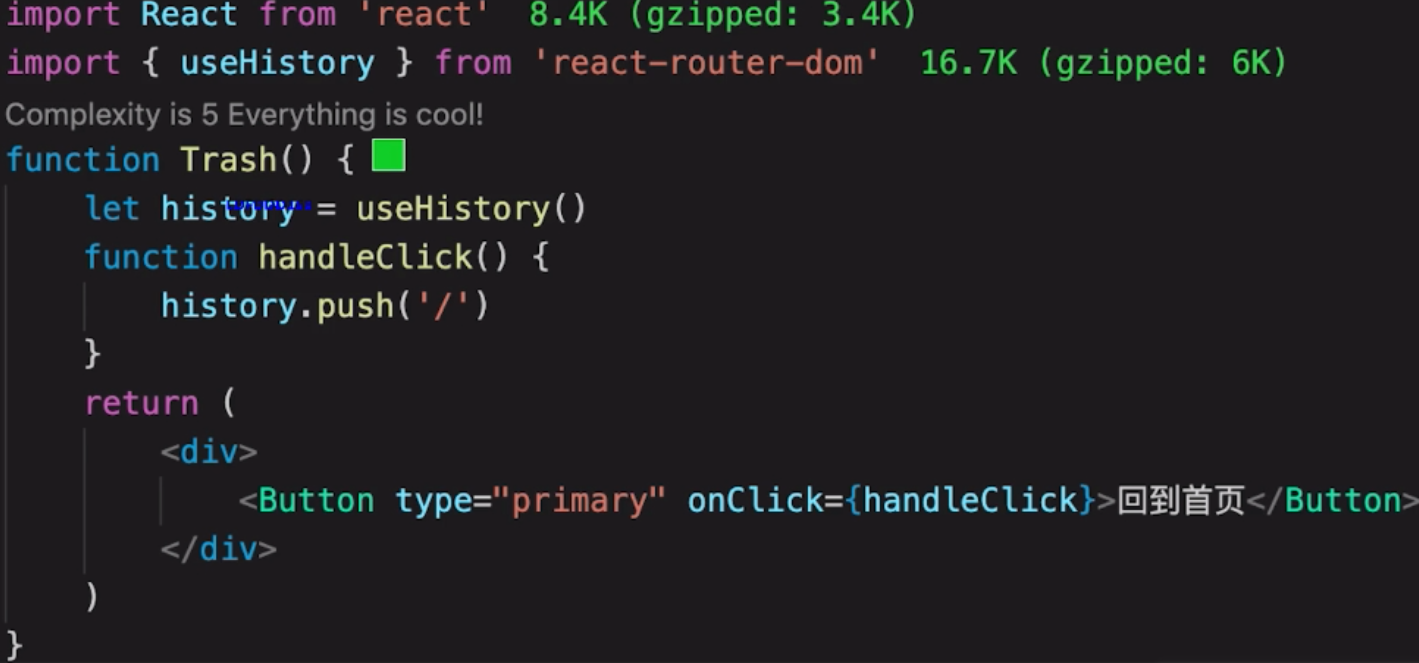 import React from 'react' 8.4K (gzipped: 3.4K)
import { useHistory } from 'react-router-dom' 16.7K (gzipped: 6K)
Complexity is 5 Everything is cool!
function Trash() {
let history = useHistory()
function handleClick() {
history.push('/')
}
return (
<div>
<Button type="primary" onClick={handleClick}>回到首页</Button>
</div>
)
}